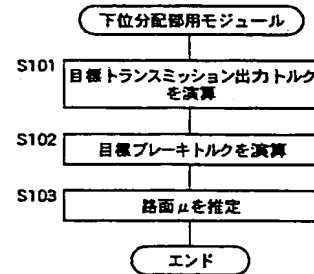 下位分配部用モジュール
S101
目標トランスミッション出力トルク
を演算
S102
目標ブレーキトルクを演算
S103
路面μを推定
エンド